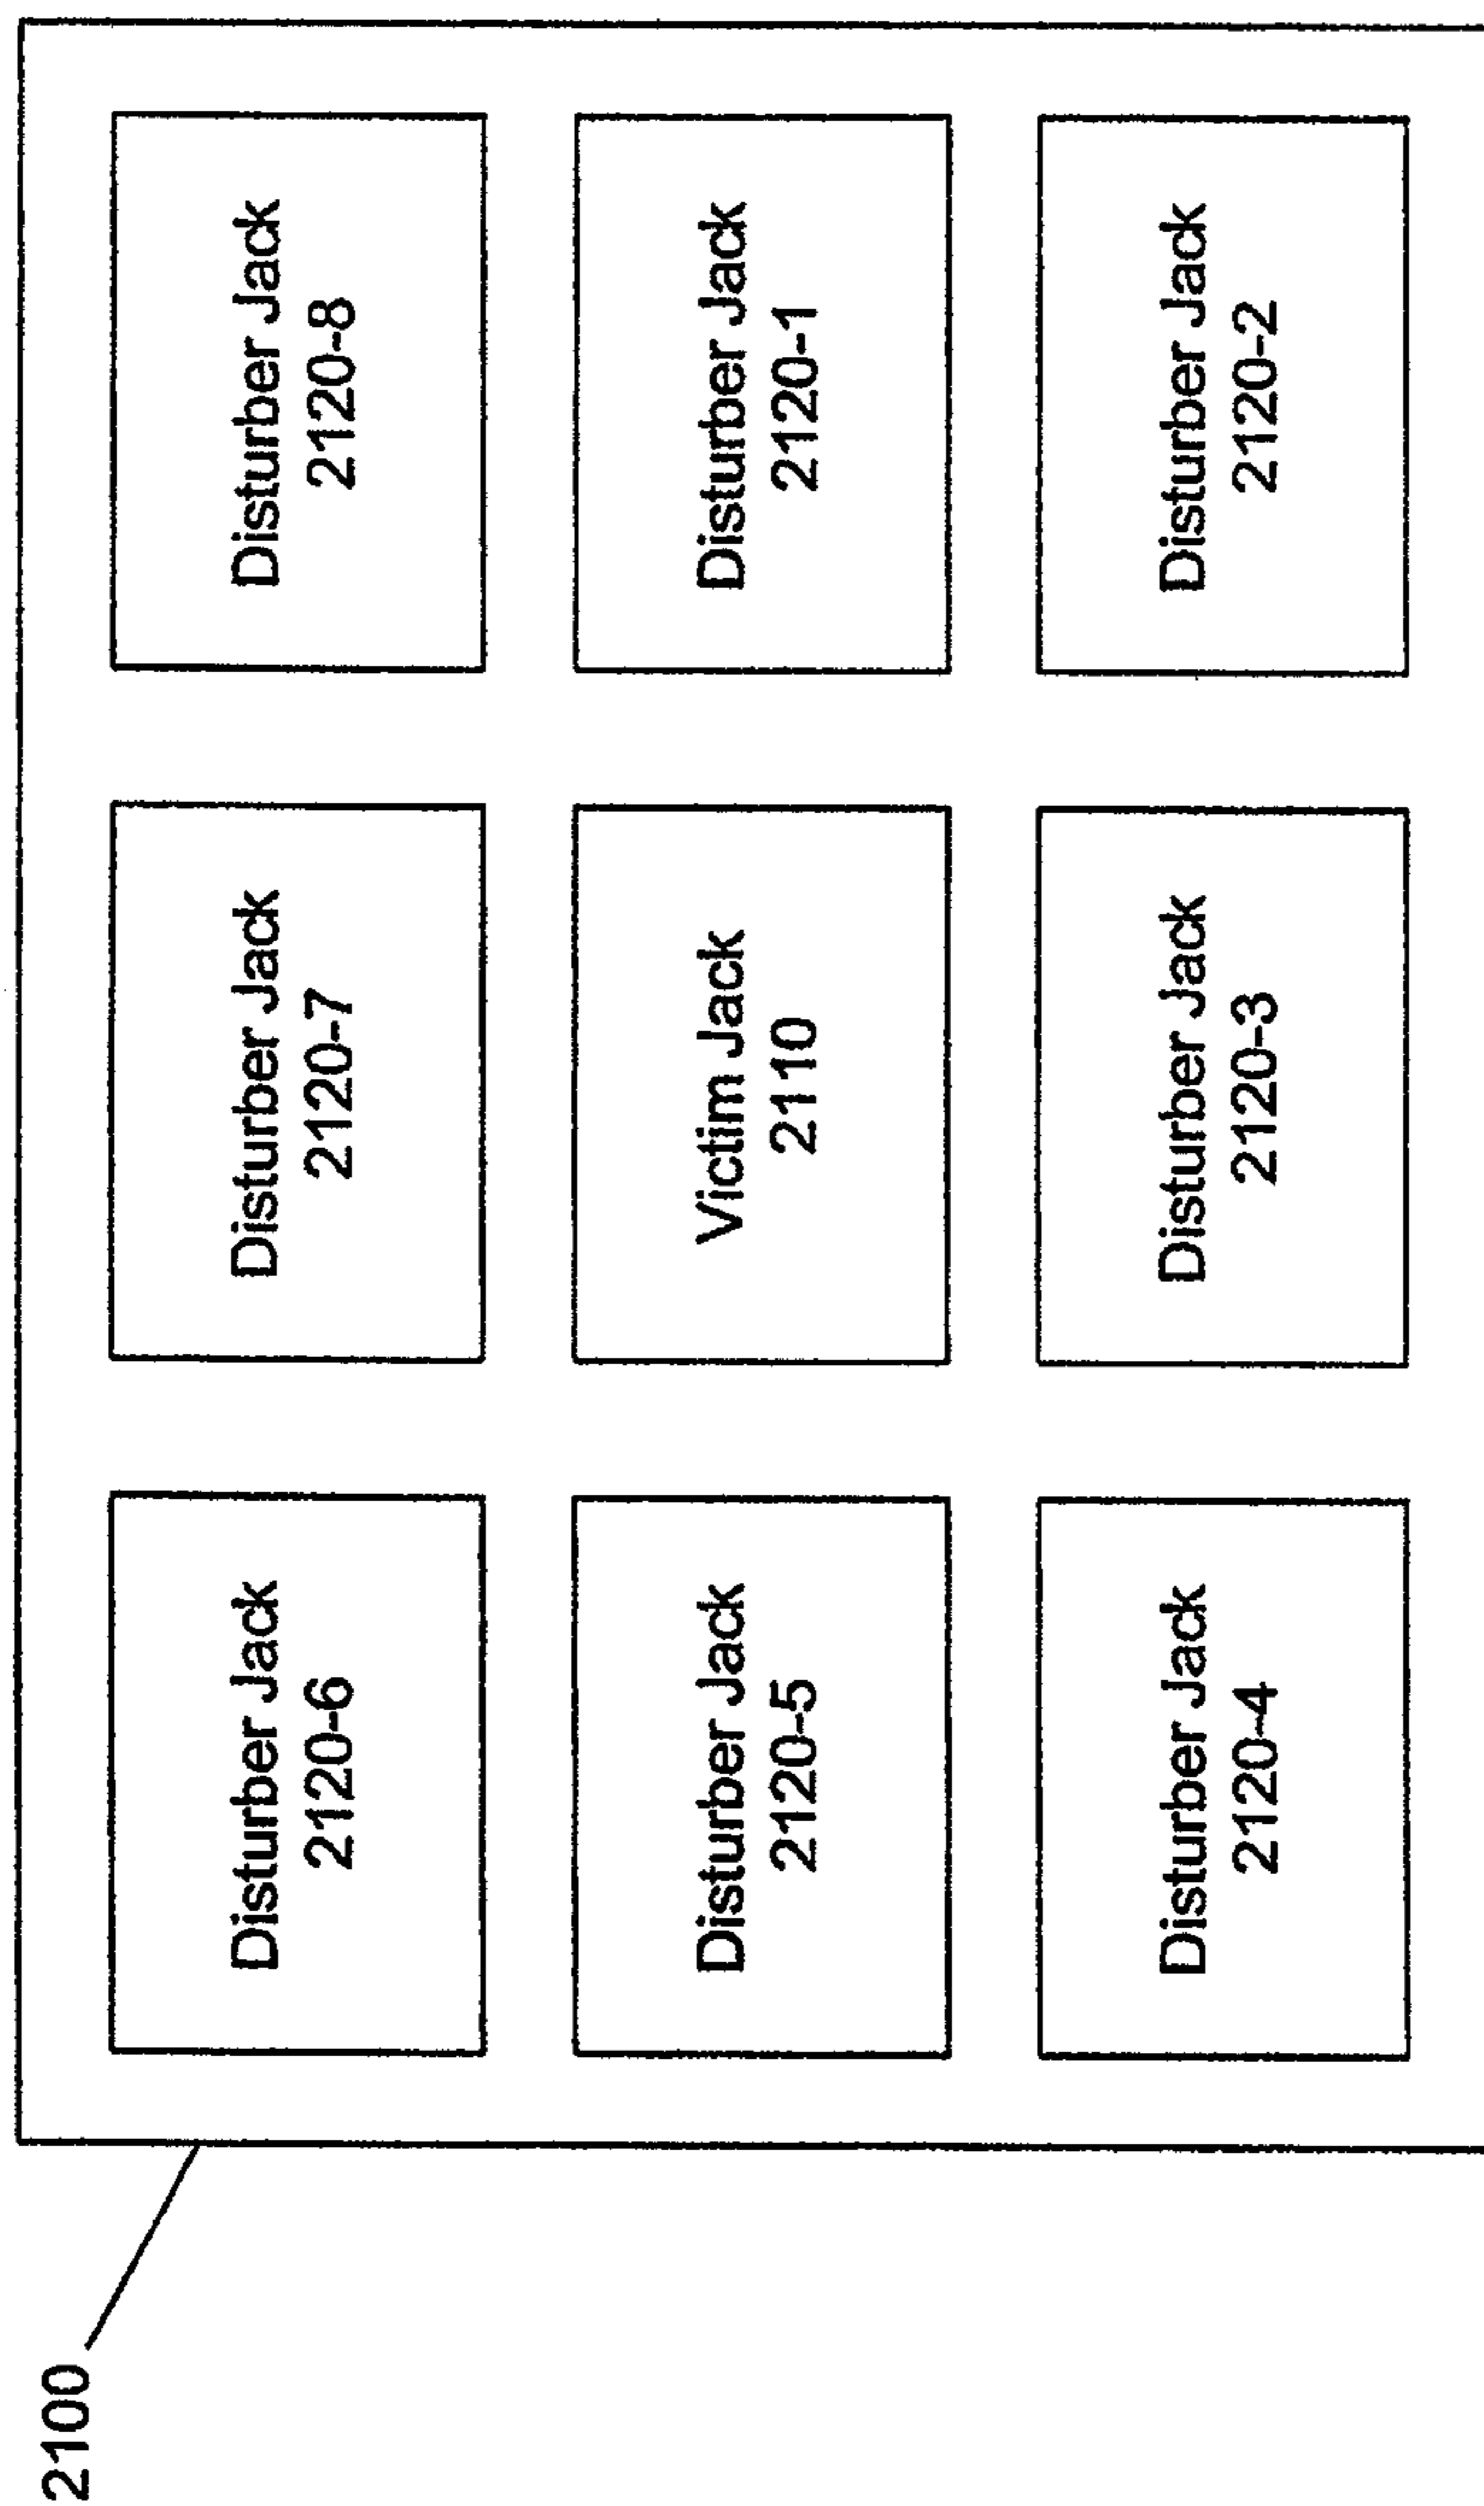 2100
Disturber Jack
2120-6
Disturber Jack
2120-7
Disturber Jack
2120-8
Disturber Jack
2120-5
Victim Jack
2110
Disturber Jack
2120-1
Disturber Jack
2120-4
Disturber Jack
2120-3
Disturber Jack
2120-2